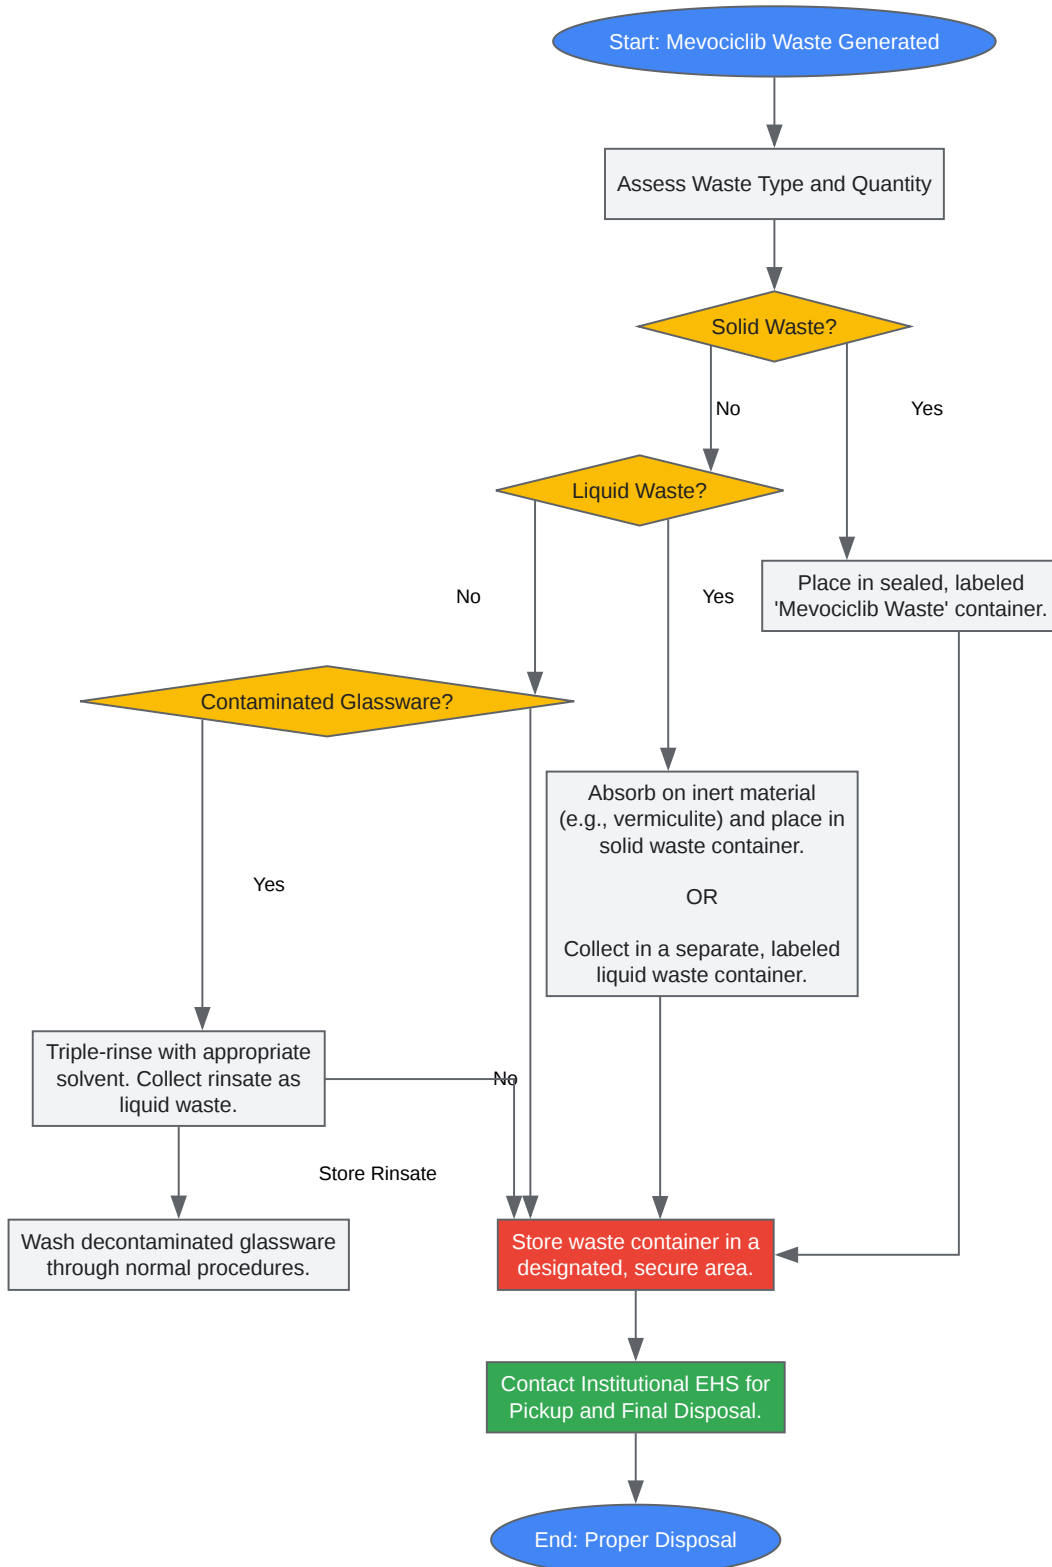 Start: Mevociclib Waste Generated
Assess Waste Type and Quantity
Solid Waste?
No
Yes
Liquid Waste?
No
Yes
Place in sealed, labeled
'Mevociclib Waste' container.
Contaminated Glassware?
Yes
Absorb on inert material
(e.g., vermiculite) and place in
solid waste container.
OR
Collect in a separate, labeled
liquid waste container.
Triple-rinse with appropriate
solvent. Collect rinsate as
liquid waste.
No
Store Rinsate
Wash decontaminated glassware
through normal procedures.
Store waste container in a
designated, secure area.
Contact Institutional EHS for
Pickup and Final Disposal.
End: Proper Disposal